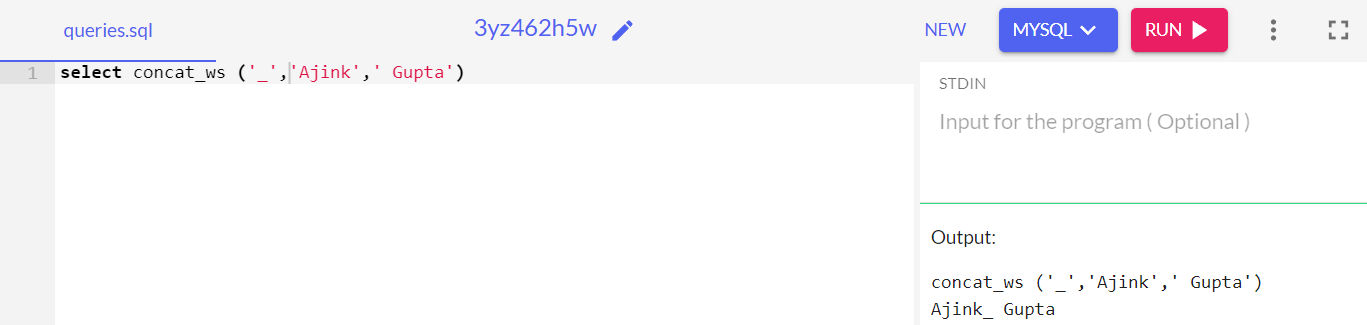 queries.sql
3yz462h5w
NEW
MYSQL
RUN
1 select concat_ws ('_','Ajink',' Gupta')
STDIN
Input for the program ( Optional )
Output:
concat_ws ('_','Ajink',' Gupta')
Ajink_ Gupta